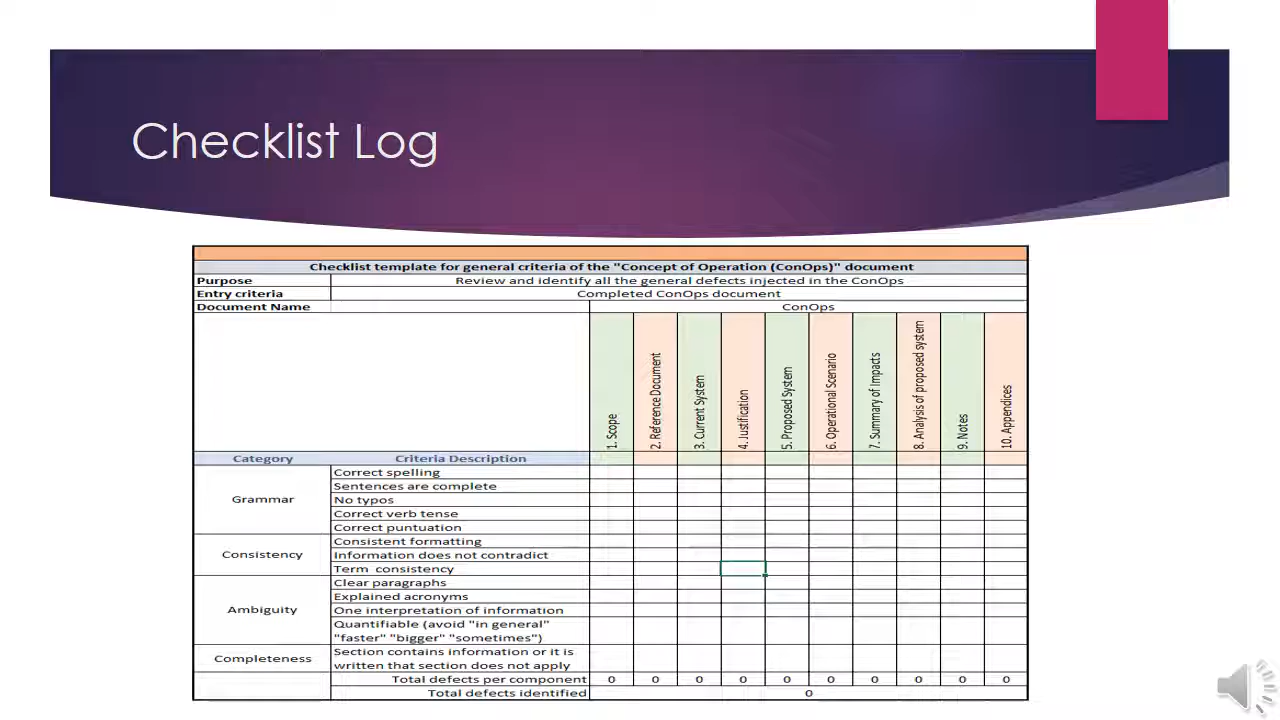 Checklist Log
Checklist template for general criteria of the "Concept of Operation (ConOps)" document
Purpose Review and identify all the general defects injected in the ConOps
Entry criteria Completed ConOps document
Document Name ConOps
1. Scope
2. Reference Document
3. Current System
4. Justification
5. Proposed System
6. Operational Scenario
7. Summary of Impacts
8. Analysis of proposed system
9. Notes
10. Appendices
Category Criteria Description
Grammar
Correct spelling
Sentences are complete
No typos
Correct verb tense
Correct puntuation
Consistency
Consistent formatting
Information does not contradict
Term consistency
Ambiguity
Clear paragraphs
Explained acronyms
One interpretation of information
Quantifiable (avoid "in general"
"faster" "bigger" "sometimes")
Completeness
Section contains information or it is
written that section does not apply
Total defects per component 0 0 0 0 0 0 0 0 0 0
Total defects identified 0